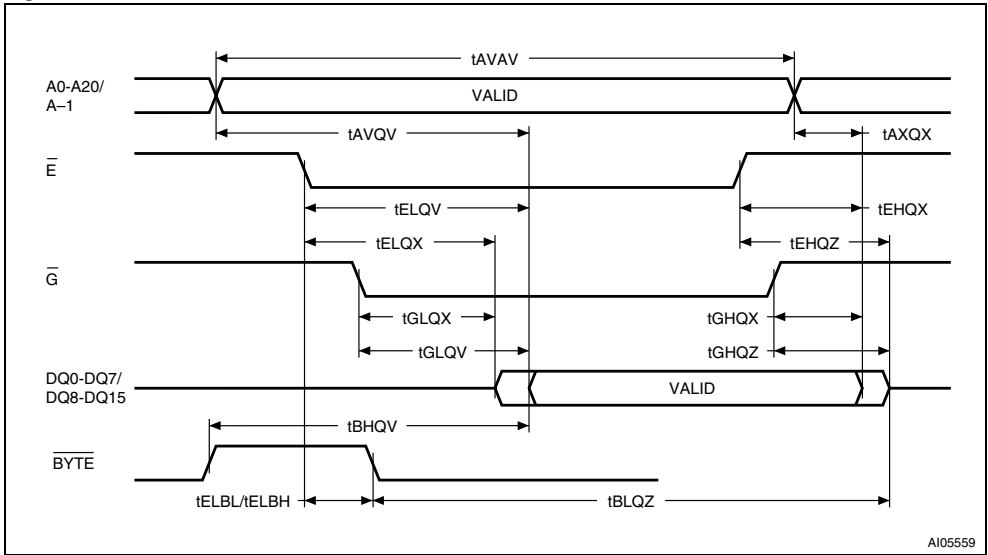 tAVAV
A0-A20/
A–1
VALID
tAVQV
tAXQX
E̅
tELQV
tEHQX
tELQX
tEHQZ
G̅
tGLQX
tGHQX
tGLQV
tGHQZ
DQ0-DQ7/
DQ8-DQ15
VALID
tBHQV
B̅Y̅T̅E̅
tELBL/tELBH
tBLQZ
AI05559